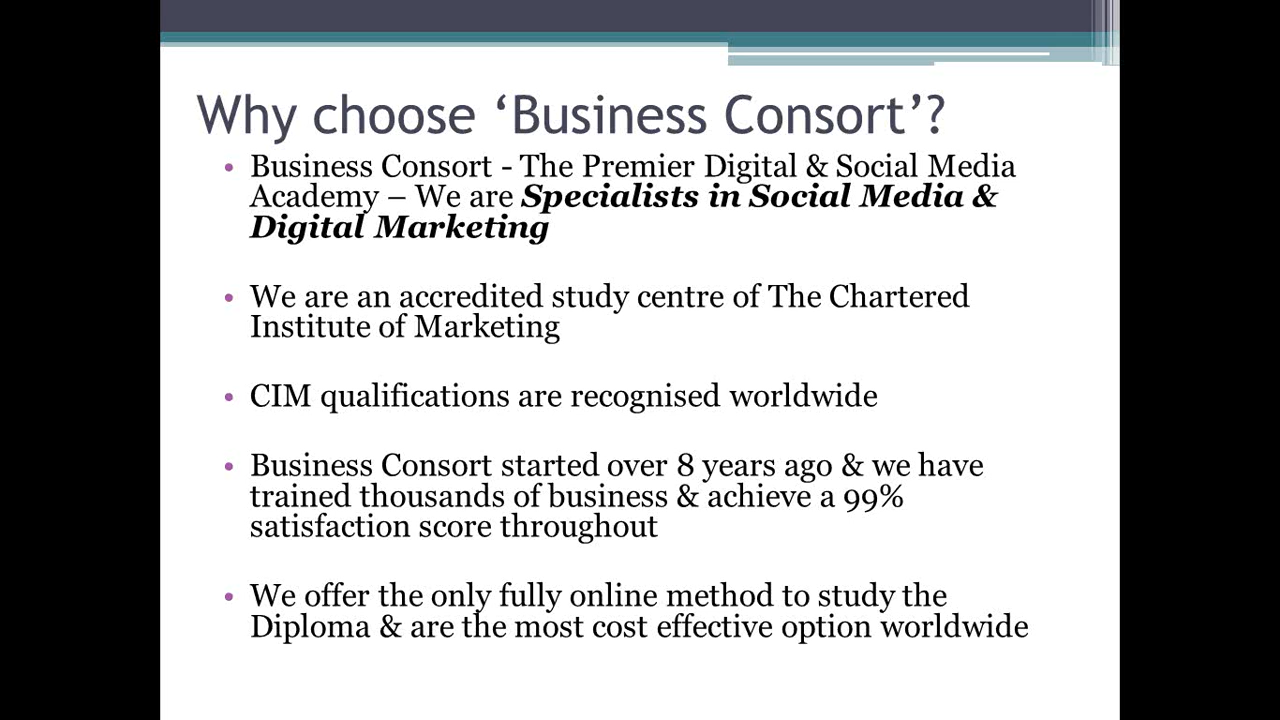 Why choose ‘Business Consort’?
• Business Consort - The Premier Digital & Social Media
Academy – We are Specialists in Social Media &
Digital Marketing
• We are an accredited study centre of The Chartered
Institute of Marketing
• CIM qualifications are recognised worldwide
• Business Consort started over 8 years ago & we have
trained thousands of business & achieve a 99%
satisfaction score throughout
• We offer the only fully online method to study the
Diploma & are the most cost effective option worldwide